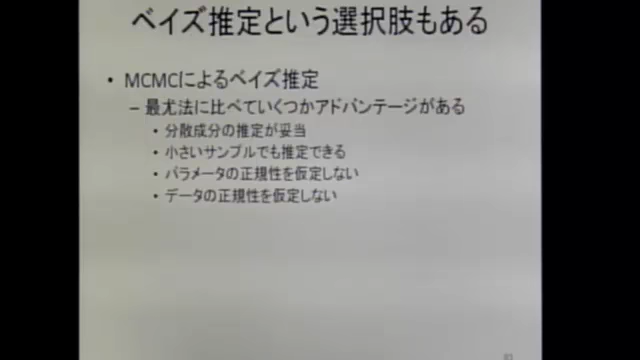 ベイズ推定という選択肢もある
• MCMCによるベイズ推定
– 最尤法に比べていくつかアドバンテージがある
• 分散成分の推定が妥当
• 小さいサンプルでも推定できる
• パラメータの正規性を仮定しない
• データの正規性を仮定しない